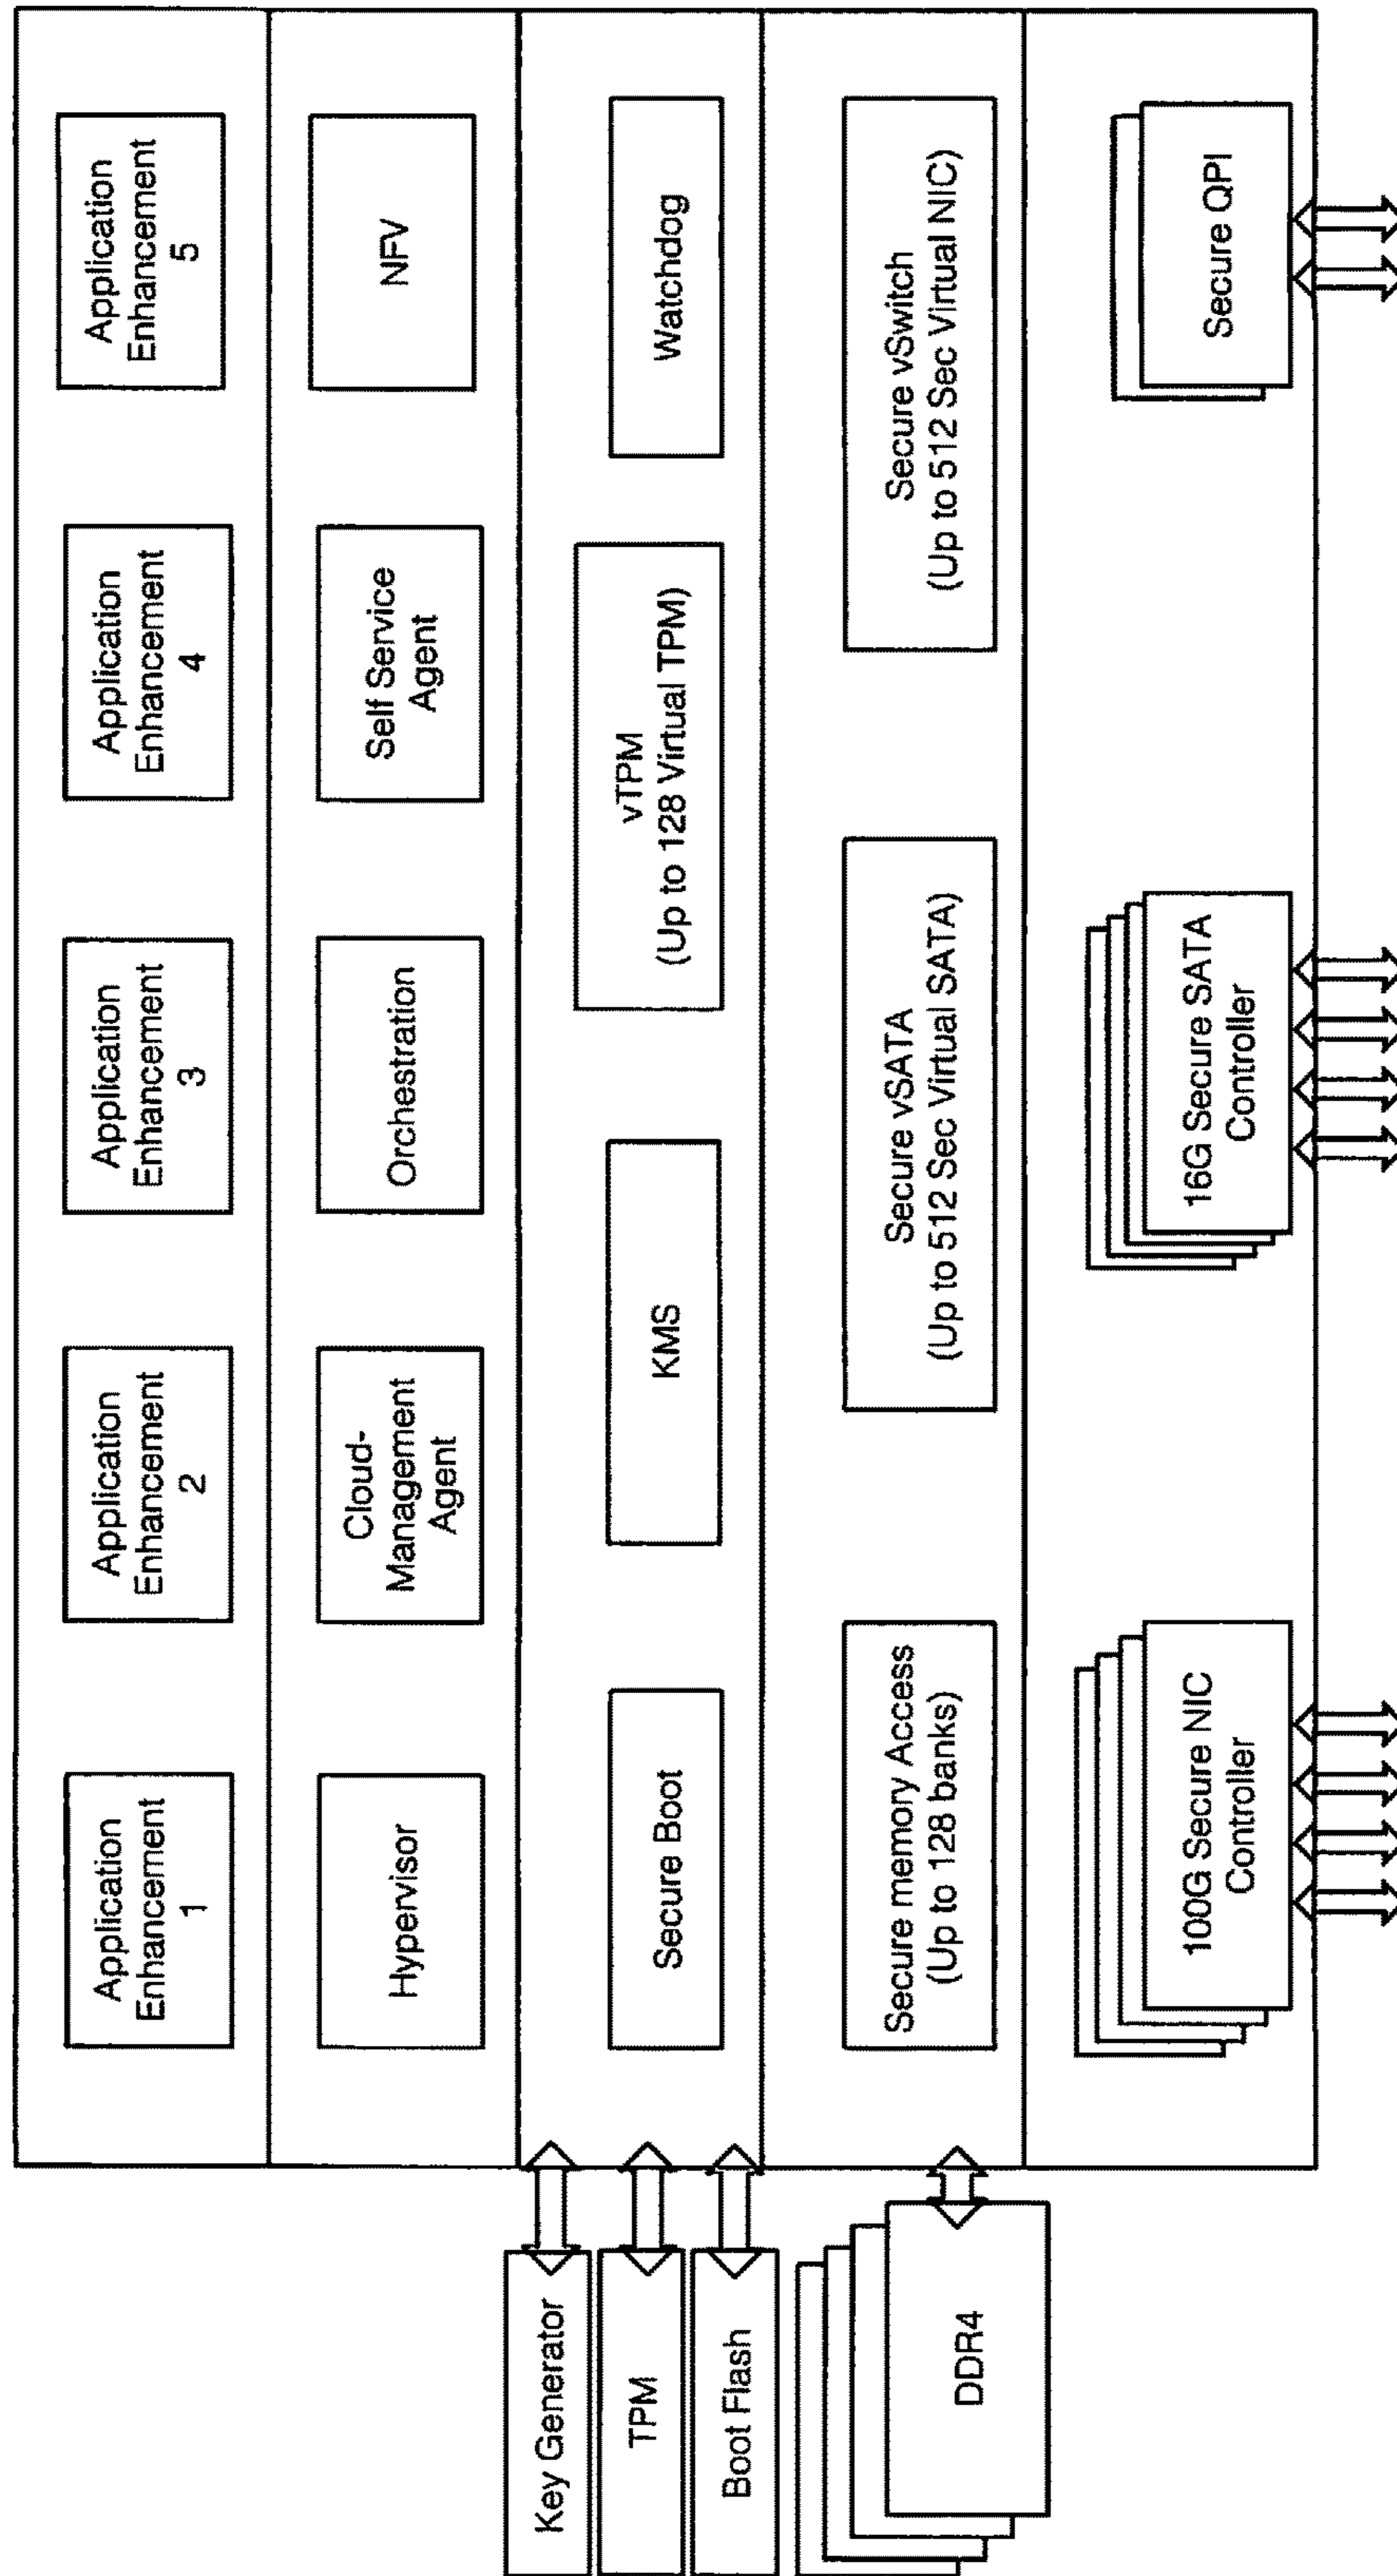 Application
Enhancement
1
Application
Enhancement
2
Application
Enhancement
3
Application
Enhancement
4
Application
Enhancement
5
Hypervisor
Cloud-
Management
Agent
Orchestration
Self Service
Agent
NFV
Key Generator
TPM
Boot Flash
Secure Boot
KMS
vTPM
(Up to 128 Virtual TPM)
Watchdog
DDR4
Secure memory Access
(Up to 128 banks)
Secure vSATA
(Up to 512 Sec Virtual SATA)
Secure vSwitch
(Up to 512 Sec Virtual NIC)
100G Secure NIC
Controller
16G Secure SATA
Controller
Secure QPI